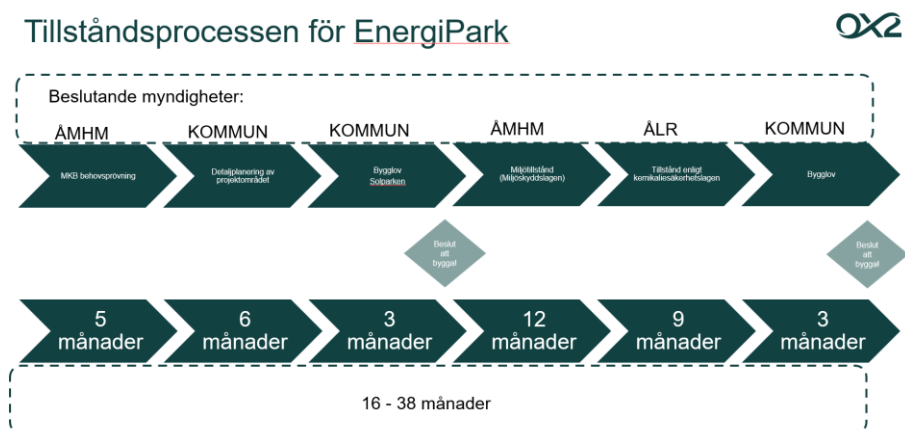 Tillståndsprocessen för EnergiPark
OX2
Beslutande myndigheter:
ÅMHM
KOMMUN
KOMMUN
ÅMHM
ÅLR
KOMMUN
MKB behovsprövning
Detaljplanering av
projektområdet
Bygglov
Solparken
Miljötillstånd
(Miljöskyddslagen)
Tillstånd enligt
kemikaliesäkerhetslagen
Bygglov
Beslut
att
bygga!
Beslut
att
bygga!
5
månader
6
månader
3
månader
12
månader
9
månader
3
månader
16 - 38 månader